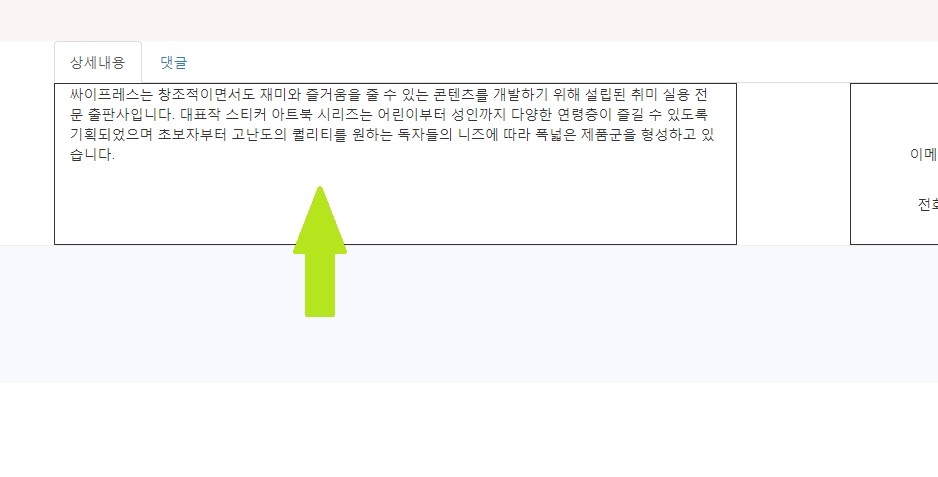 상세내용
댓글
싸이프레스는 창조적이면서도 재미와 즐거움을 줄 수 있는 콘텐츠를 개발하기 위해 설립된 취미 실용 전
문 출판사입니다. 대표작 스티커 아트북 시리즈는 어린이부터 성인까지 다양한 연령층이 즐길 수 있도록
기획되었으며 초보자부터 고난도의 퀄리티를 원하는 독자들의 니즈에 따라 폭넓은 제품군을 형성하고 있
습니다.
이메
전화